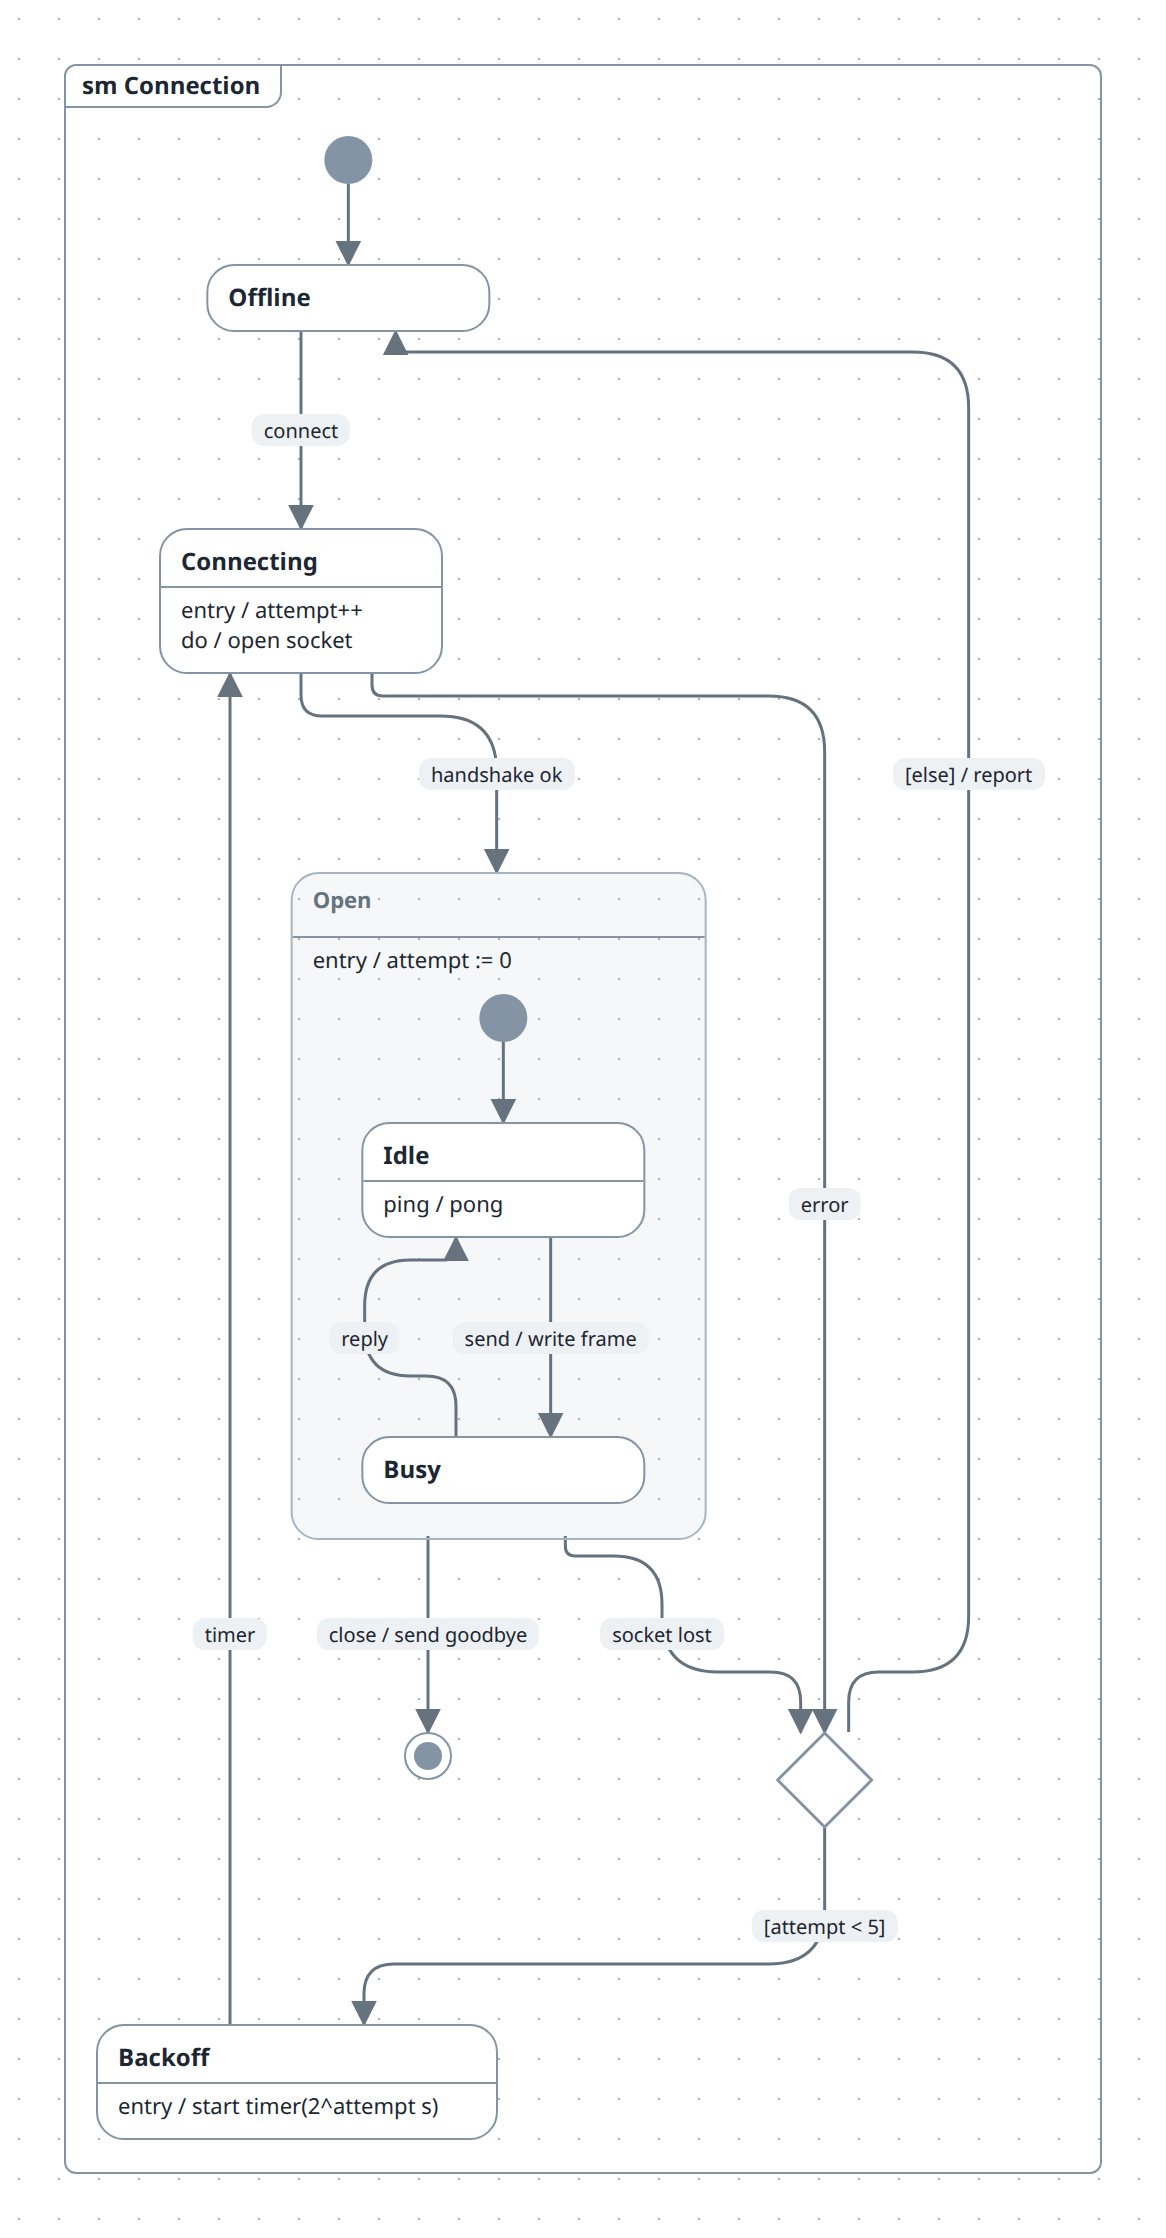 sm Connection
Offline
connect
Connecting
entry / attempt++
do / open socket
handshake ok
[else] / report
Open
entry / attempt := 0
Idle
ping / pong
error
reply
send / write frame
Busy
timer
close / send goodbye
socket lost
[attempt < 5]
Backoff
entry / start timer(2^attempt s)